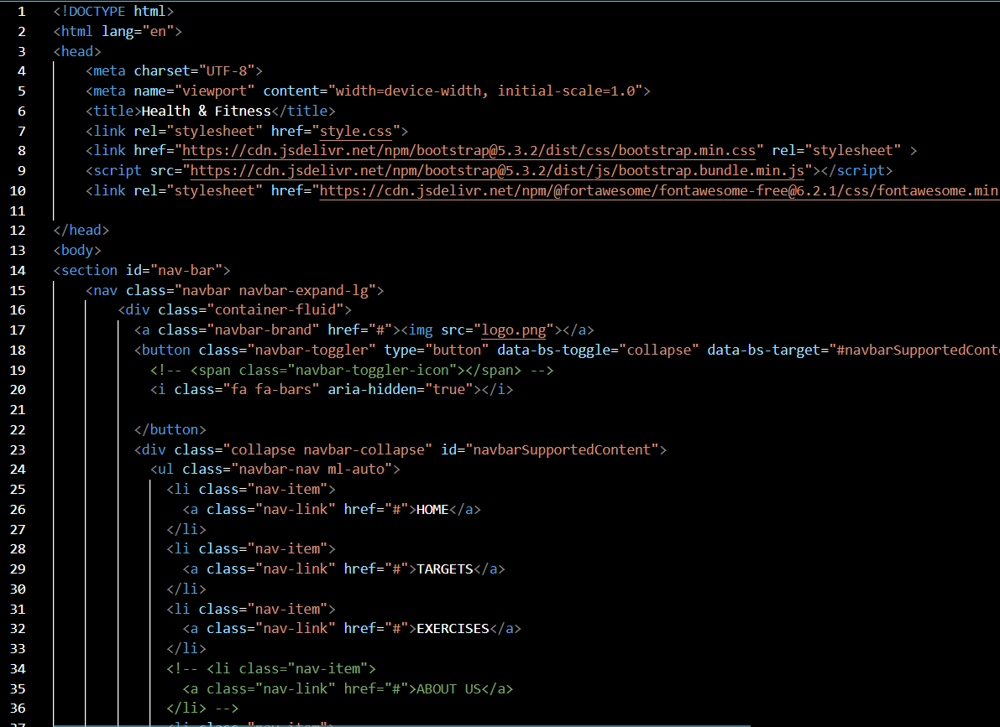 1 <!DOCTYPE html>
2 <html lang="en">
3 <head>
4 <meta charset="UTF-8">
5 <meta name="viewport" content="width=device-width, initial-scale=1.0">
6 <title>Health & Fitness</title>
7 <link rel="stylesheet" href="style.css">
8 <link href="https://cdn.jsdelivr.net/npm/bootstrap@5.3.2/dist/css/bootstrap.min.css" rel="stylesheet" >
9 <script src="https://cdn.jsdelivr.net/npm/bootstrap@5.3.2/dist/js/bootstrap.bundle.min.js"></script>
10 <link rel="stylesheet" href="https://cdn.jsdelivr.net/npm/@fortawesome/fontawesome-free@6.2.1/css/fontawesome.min
11
12 </head>
13 <body>
14 <section id="nav-bar">
15 <nav class="navbar navbar-expand-lg">
16 <div class="container-fluid">
17 <a class="navbar-brand" href="#"><img src="logo.png"></a>
18 <button class="navbar-toggler" type="button" data-bs-toggle="collapse" data-bs-target="#navbarSupportedCont
19 <!-- <span class="navbar-toggler-icon"></span> -->
20 <i class="fa fa-bars" aria-hidden="true"></i>
21
22 </button>
23 <div class="collapse navbar-collapse" id="navbarSupportedContent">
24 <ul class="navbar-nav ml-auto">
25 <li class="nav-item">
26 <a class="nav-link" href="#">HOME</a>
27 </li>
28 <li class="nav-item">
29 <a class="nav-link" href="#">TARGETS</a>
30 </li>
31 <li class="nav-item">
32 <a class="nav-link" href="#">EXERCISES</a>
33 </li>
34 <!-- <li class="nav-item">
35 <a class="nav-link" href="#">ABOUT US</a>
36 </li> -->